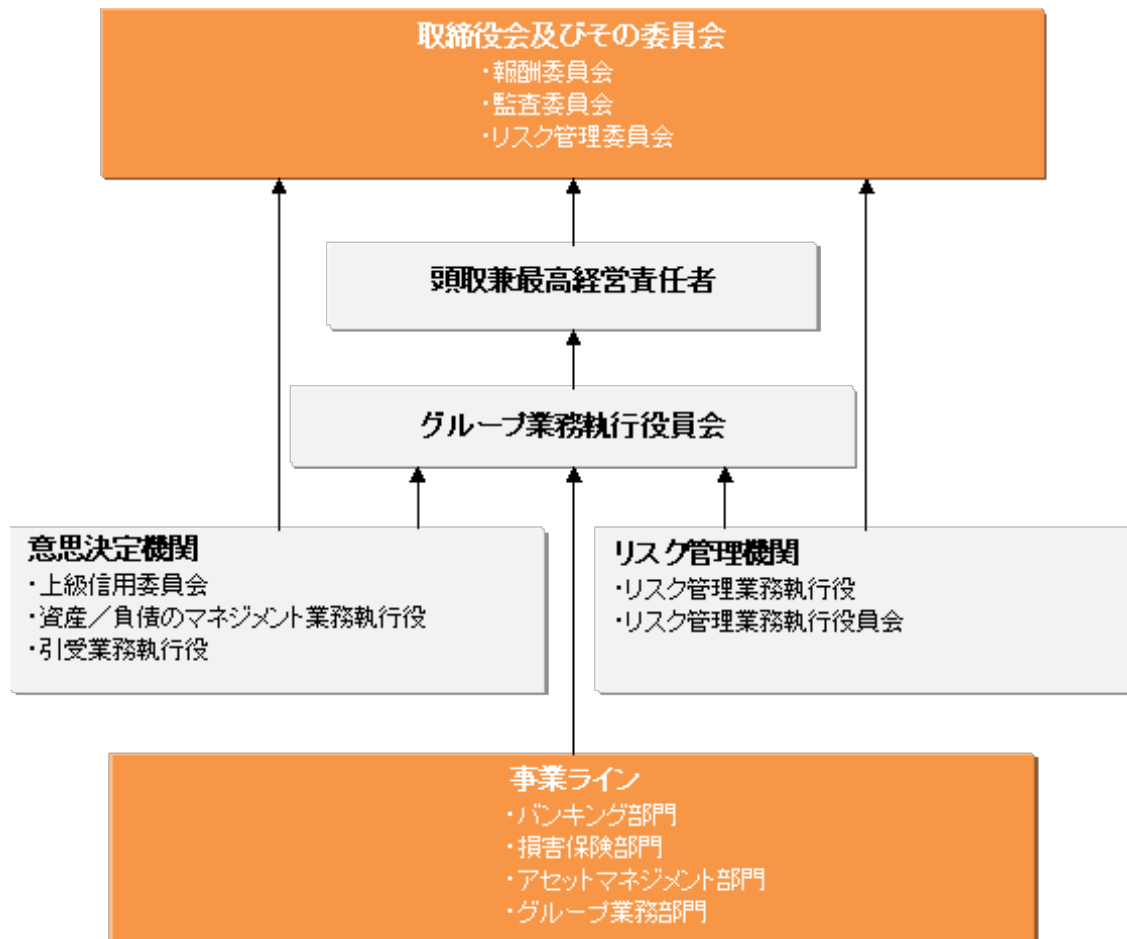 取締役会及びその委員会
・報酬委員会
・監査委員会
・リスク管理委員会
頭取兼最高経営責任者
グループ業務執行役員会
意思決定機関
・上級信用委員会
・資産／負債のマネジメント業務執行役
・引受業務執行役
リスク管理機関
・リスク管理業務執行役
・リスク管理業務執行役員会
事業ライン
・バンキング部門
・損害保険部門
・アセットマネジメント部門
・グループ業務部門